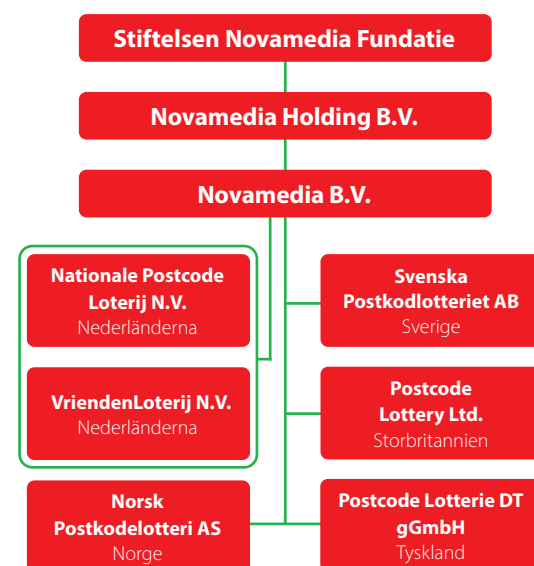 Stiftelsen Novamedia Fundatie
Novamedia Holding B.V.
Novamedia B.V.
Nationale Postcode
Loterij N.V.
Nederländerna
Svenska
Postkodlotteriet AB
Sverige
VriendenLoterij N.V.
Nederländerna
Postcode
Lottery Ltd.
Storbritannien
Norsk
Postkodelotteri AS
Norge
Postcode Lotterie DT
gGmbH
Tyskland